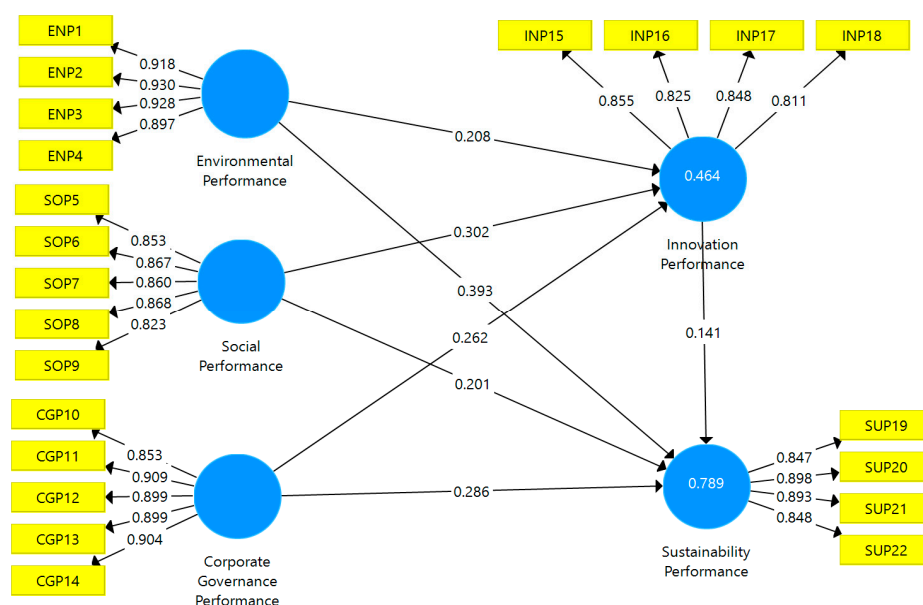 ENP1
ENP2
ENP3
ENP4
0.918
0.930
0.928
0.897
Environmental
Performance
SOP5
SOP6
SOP7
SOP8
SOP9
0.853
0.867
0.860
0.868
0.823
Social
Performance
CGP10
CGP11
CGP12
CGP13
CGP14
0.853
0.909
0.899
0.899
0.904
Corporate
Governance
Performance
0.208
0.302
0.393
0.262
0.201
0.286
INP15
INP16
INP17
INP18
0.855
0.825
0.848
0.811
0.464
Innovation
Performance
0.141
0.789
Sustainability
Performance
0.847
0.898
0.893
0.848
SUP19
SUP20
SUP21
SUP22